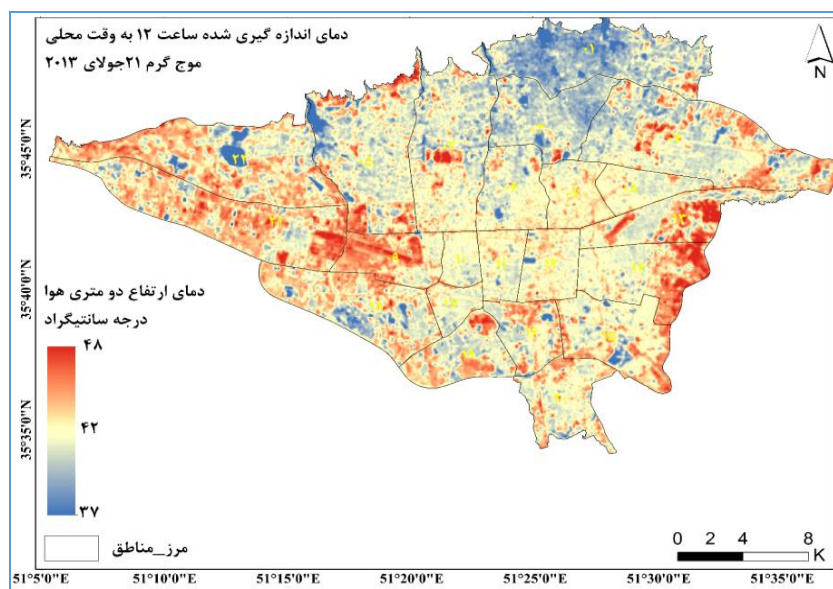 دمای اندازه گیری شده ساعت ۱۲ به وقت محلی
موج گرم ۲۱جولای ۲۰۱۳
N
35°45'0"N
35°40'0"N
35°35'0"N
دمای ارتفاع دو متری هوا
درجه سانتیگراد
۴۸
۴۲
۳۷
مرز_مناطق
۲۲
0 2 4 8
K
51°5'0"E 51°10'0"E 51°15'0"E 51°20'0"E 51°25'0"E 51°30'0"E 51°35'0"E